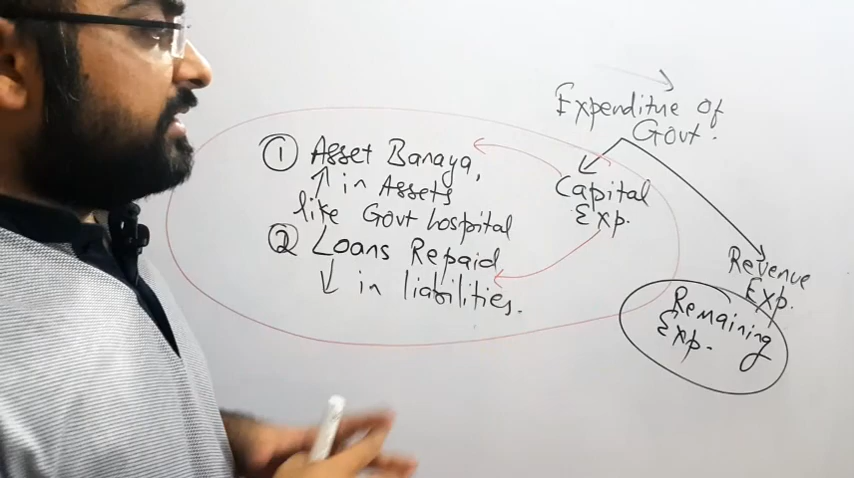 Expenditure of
Govt.
Capital
Exp.
① Asset Banaya,
↑ in Assets
like Govt hospital
② Loans Repaid
↓ in liabilities.
Revenue
Exp.
Remaining
Exp.